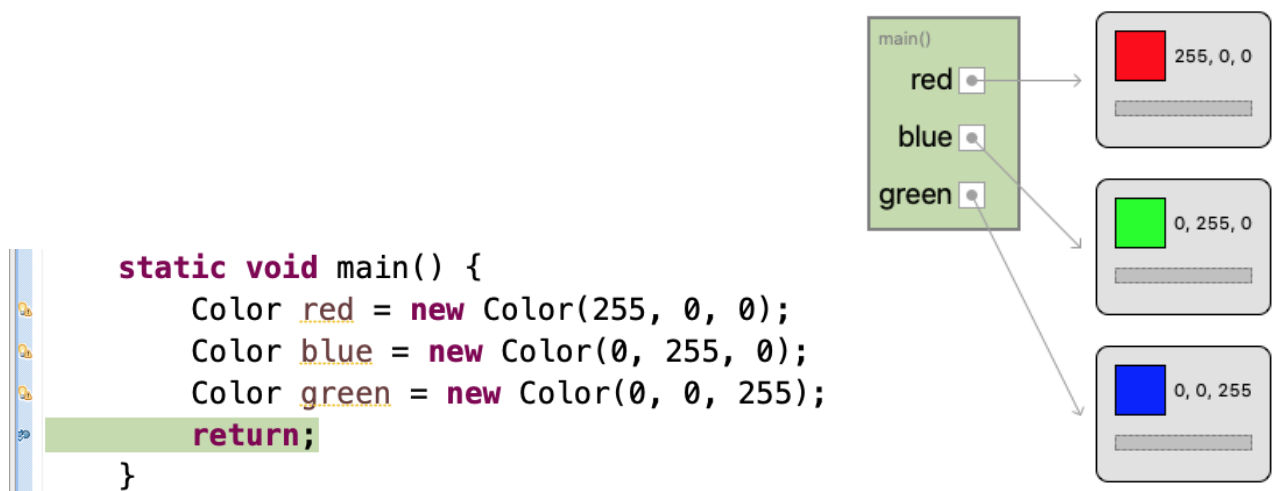 main()
red
blue
green
255, 0, 0
0, 255, 0
0, 0, 255
static void main() {
Color red = new Color(255, 0, 0);
Color blue = new Color(0, 255, 0);
Color green = new Color(0, 0, 255);
return;
}